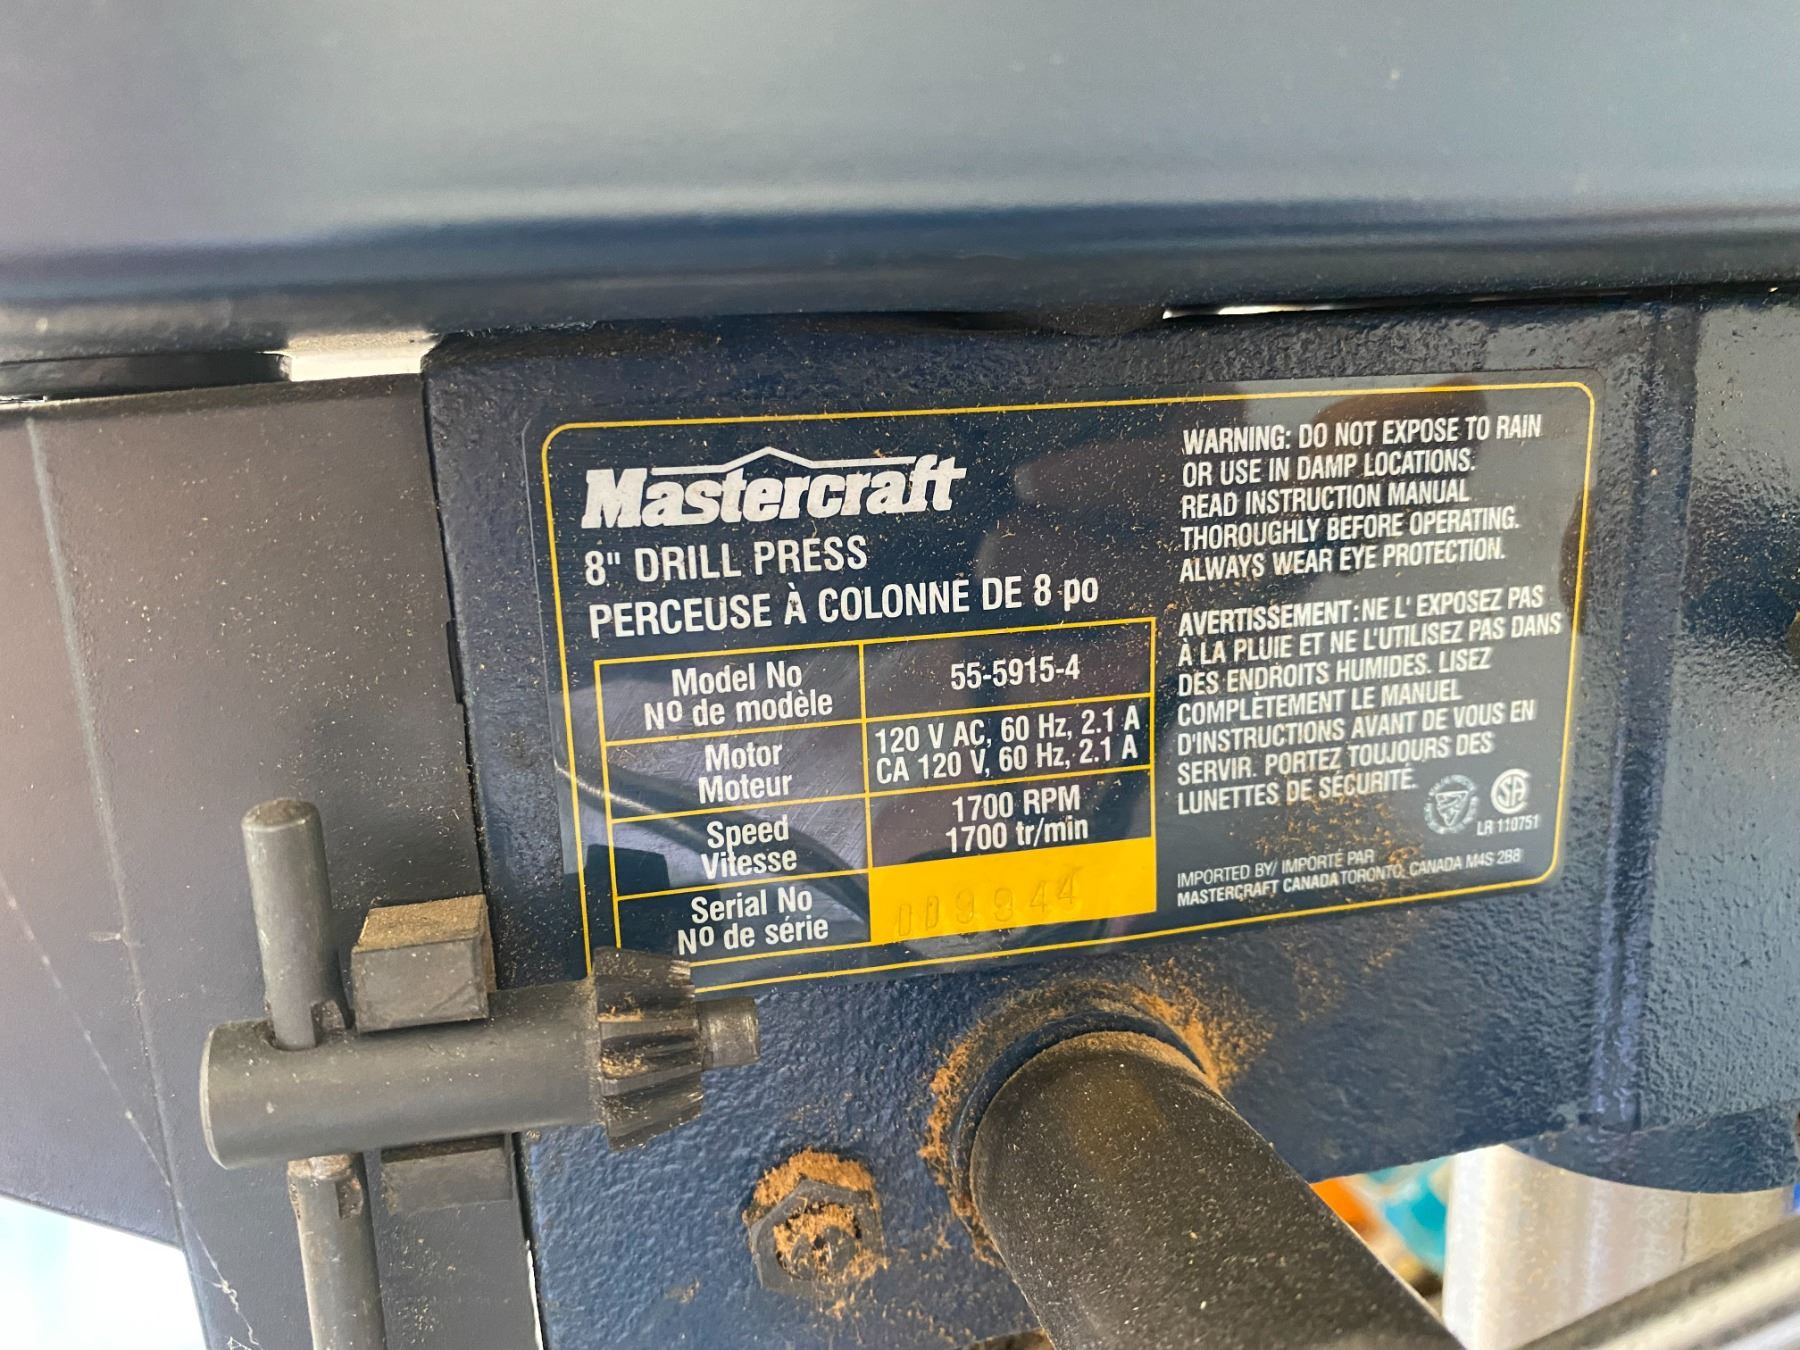 Mastercraft
8" DRILL PRESS
PERCEUSE À COLONNE DE 8 po
Model No
Nº de modèle
55-5915-4
Motor
Moteur
120 V AC, 60 Hz, 2.1 A
CA 120 V, 60 Hz, 2.1 A
Speed
Vitesse
1700 RPM
1700 tr/min
Serial No
Nº de série
WARNING: DO NOT EXPOSE TO RAIN
OR USE IN DAMP LOCATIONS.
READ INSTRUCTION MANUAL
THOROUGHLY BEFORE OPERATING.
ALWAYS WEAR EYE PROTECTION.
AVERTISSEMENT: NE L' EXPOSEZ PAS
À LA PLUIE ET NE L'UTILISEZ PAS DANS
DES ENDROITS HUMIDES. LISEZ
COMPLÈTEMENT LE MANUEL
D'INSTRUCTIONS AVANT DE VOUS EN
SERVIR. PORTEZ TOUJOURS DES
LUNETTES DE SÉCURITÉ.
LR 110751
IMPORTED BY/ IMPORTÉ PAR
MASTERCRAFT CANADA TORONTO, CANADA M4S 2B8